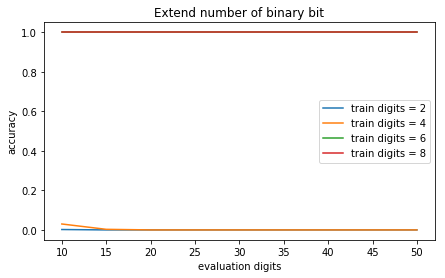 Extend number of binary bit
accuracy
1.0
0.8
0.6
0.4
0.2
0.0
train digits = 2
train digits = 4
train digits = 6
train digits = 8
10 15 20 25 30 35 40 45 50
evaluation digits